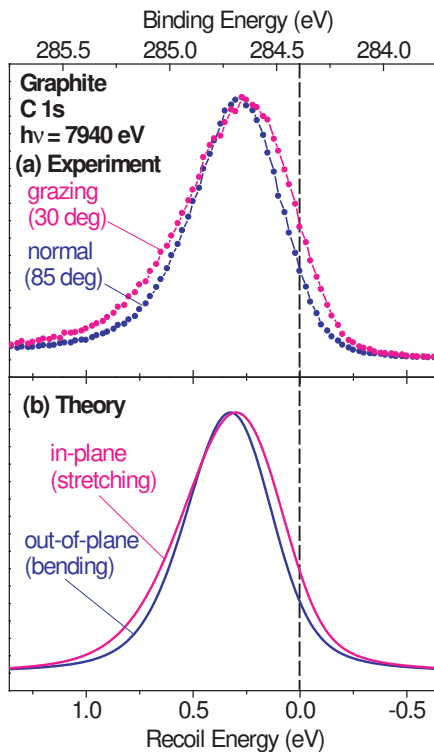 Binding Energy (eV)
285.5 285.0 284.5 284.0
Graphite
C 1s
hν = 7940 eV
(a) Experiment
grazing
(30 deg)
normal
(85 deg)
(b) Theory
in-plane
(stretching)
out-of-plane
(bending)
1.0 0.5 0.0 -0.5
Recoil Energy (eV)